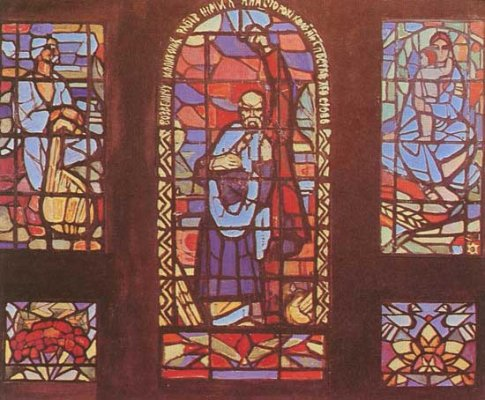 ВОЗВЕЛИЧУ МАЛИХ ОТИХ РАБІВ НІМИХ Я НА СТОРОЖІ КОЛО ЇХ ПОСТАВЛЮ СЛОВО